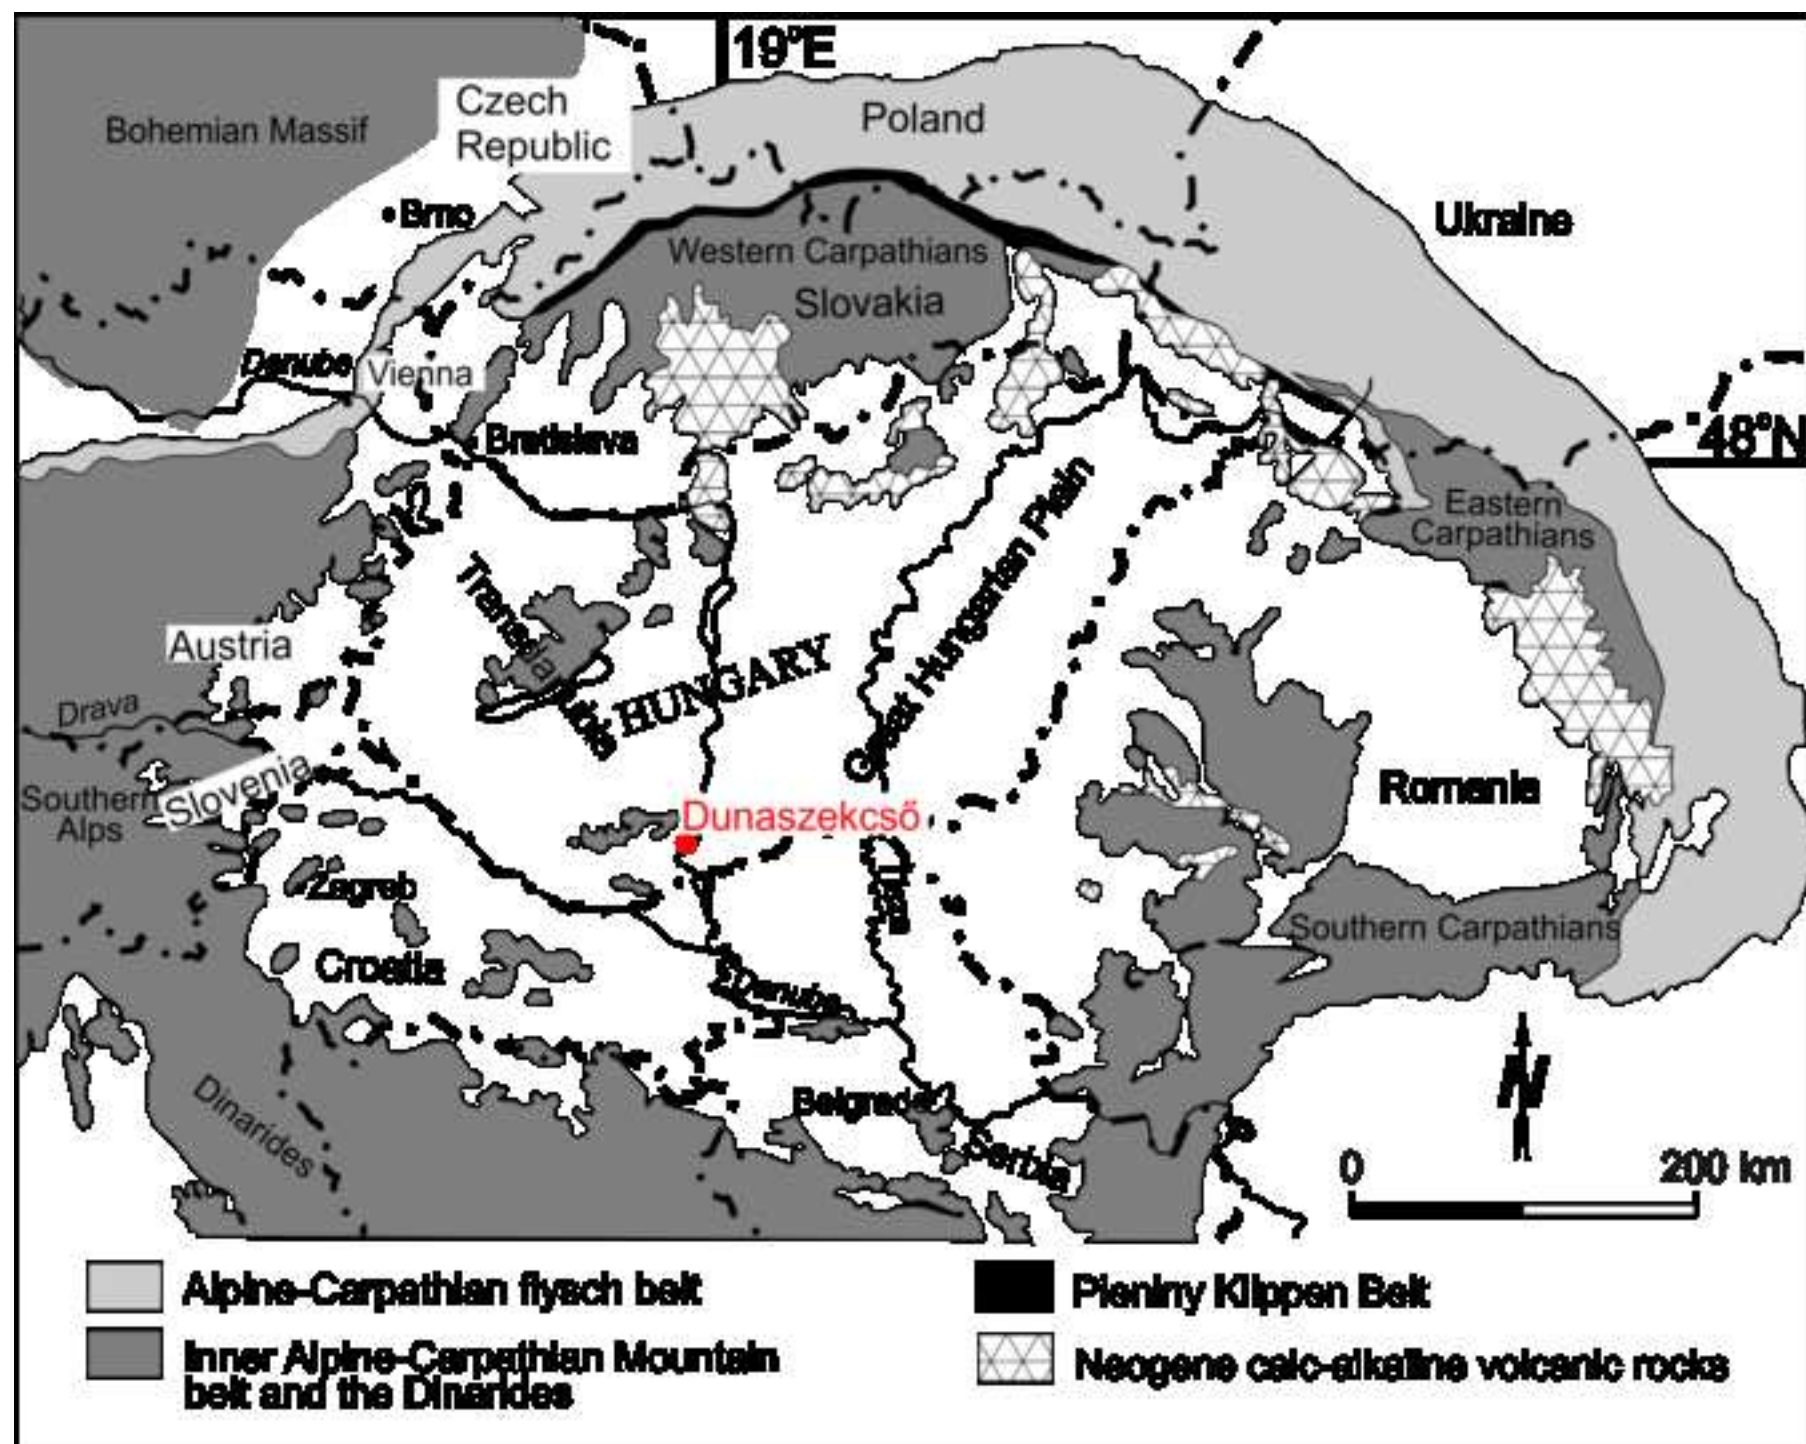 19°E
Czech
Republic
Bohemian Massif
Poland
Brno
Ukraine
Western Carpathians
Slovakia
Danube
Vienna
48°N
Bratislava
Eastern
Carpathians
Great Hungarian Plain
Austria
HUNGARY
Drava
Slovenia
Southern
Alps
Romania
Dunaszekcső
Zagreb
Tisza
Southern Carpathians
Croatia
Danube
N
Dinarides
Belgrade
Serbia
0 200 km
Alpine-Carpathian flysch belt
Pieniny Klippen Belt
Inner Alpine-Carpathian Mountain
belt and the Dinarides
Neogene calc-alkaline volcanic rocks